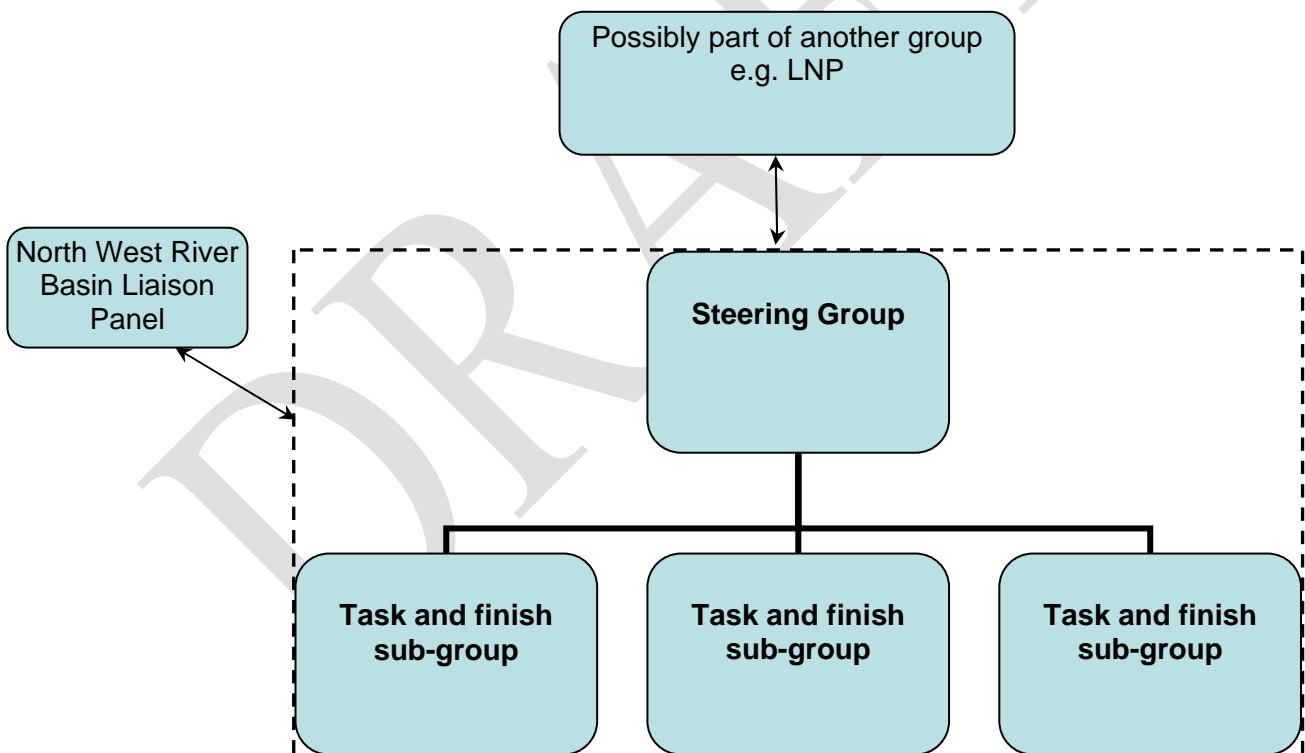 Possibly part of another group
e.g. LNP
North West River
Basin Liaison
Panel
Steering Group
Task and finish
sub-group
Task and finish
sub-group
Task and finish
sub-group